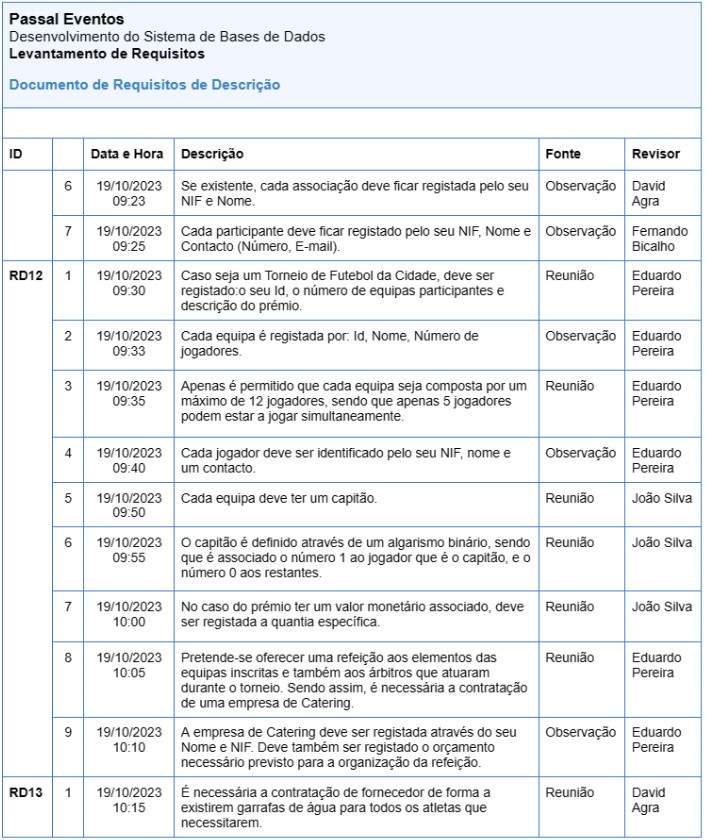 Passal Eventos
Desenvolvimento do Sistema de Bases de Dados
Levantamento de Requisitos
Documento de Requisitos de Descrição
ID Data e Hora Descrição Fonte Revisor
6 19/10/2023 Se existente, cada associação deve ficar registada pelo seu Observação David
09:23 NIF e Nome. Agra
7 19/10/2023 Cada participante deve ficar registado pelo seu NIF, Nome e Observação Fernando
09:25 Contacto (Número, E-mail). Bicalho
RD12 1 19/10/2023 Caso seja um Torneio de Futebol da Cidade, deve ser Reunião Eduardo
09:30 registado:o seu Id, o número de equipas participantes e Pereira
descrição do prémio.
2 19/10/2023 Cada equipa é registada por: Id, Nome, Número de Observação Eduardo
09:33 jogadores. Pereira
3 19/10/2023 Apenas é permitido que cada equipa seja composta por um Reunião Eduardo
09:35 máximo de 12 jogadores, sendo que apenas 5 jogadores Pereira
podem estar a jogar simultaneamente.
4 19/10/2023 Cada jogador deve ser identificado pelo seu NIF, nome e Observação Eduardo
09:40 um contacto. Pereira
5 19/10/2023 Cada equipa deve ter um capitão. Reunião João Silva
09:50
6 19/10/2023 O capitão é definido através de um algarismo binário, sendo Reunião João Silva
09:55 que é associado o número 1 ao jogador que é o capitão, e o
número 0 aos restantes.
7 19/10/2023 No caso do prémio ter um valor monetário associado, deve Reunião João Silva
10:00 ser registada a quantia específica.
8 19/10/2023 Pretende-se oferecer uma refeição aos elementos das Reunião Eduardo
10:05 equipas inscritas e também aos árbitros que atuaram Pereira
durante o torneio. Sendo assim, é necessária a contratação
de uma empresa de Catering.
9 19/10/2023 A empresa de Catering deve ser registada através do seu Observação Eduardo
10:10 Nome e NIF. Deve também ser registado o orçamento Pereira
necessário previsto para a organização da refeição.
RD13 1 19/10/2023 É necessária a contratação de fornecedor de forma a Reunião David
10:15 existirem garrafas de água para todos os atletas que Agra
necessitarem.